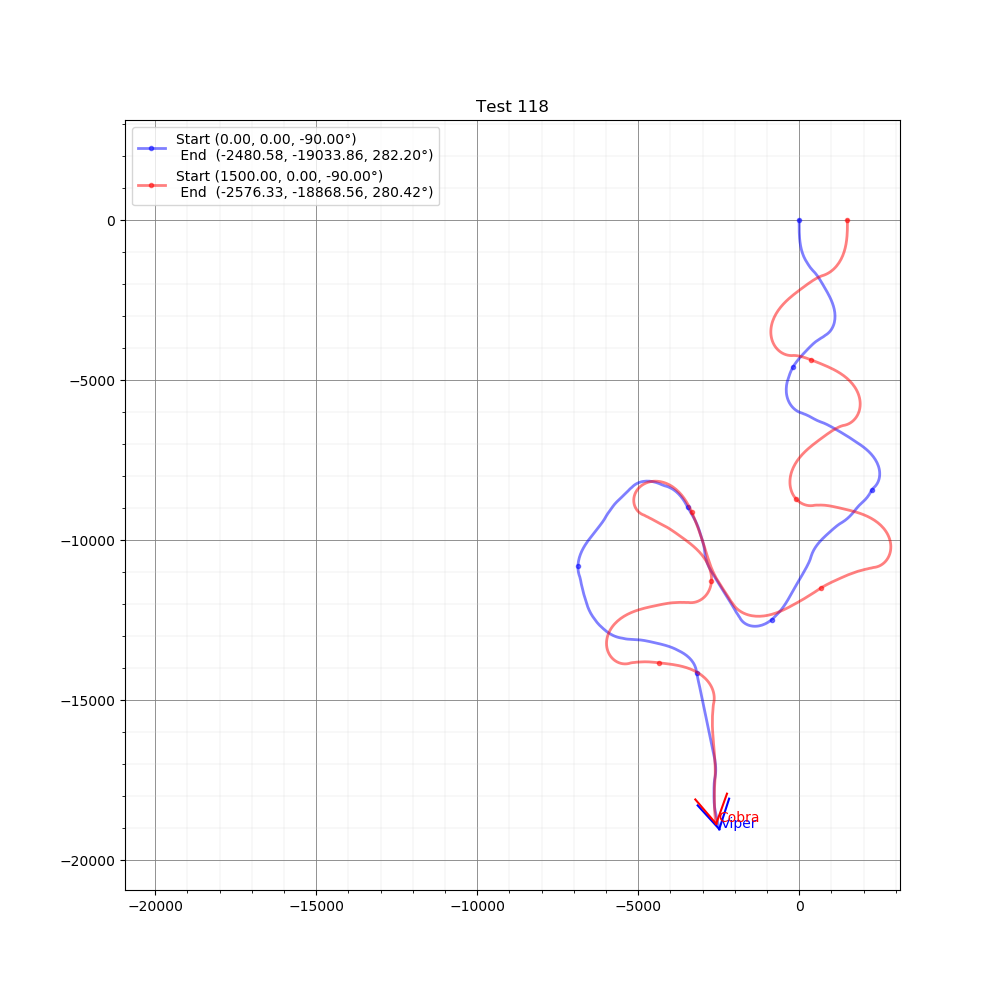 Test 118
Start (0.00, 0.00, -90.00°)
End  (-2480.58, -19033.86, 282.20°)
Start (1500.00, 0.00, -90.00°)
End  (-2576.33, -18868.56, 280.42°)
0
−5000
−10000
−15000
−20000
Cobra
Viper
−20000
−15000
−10000
−5000
0